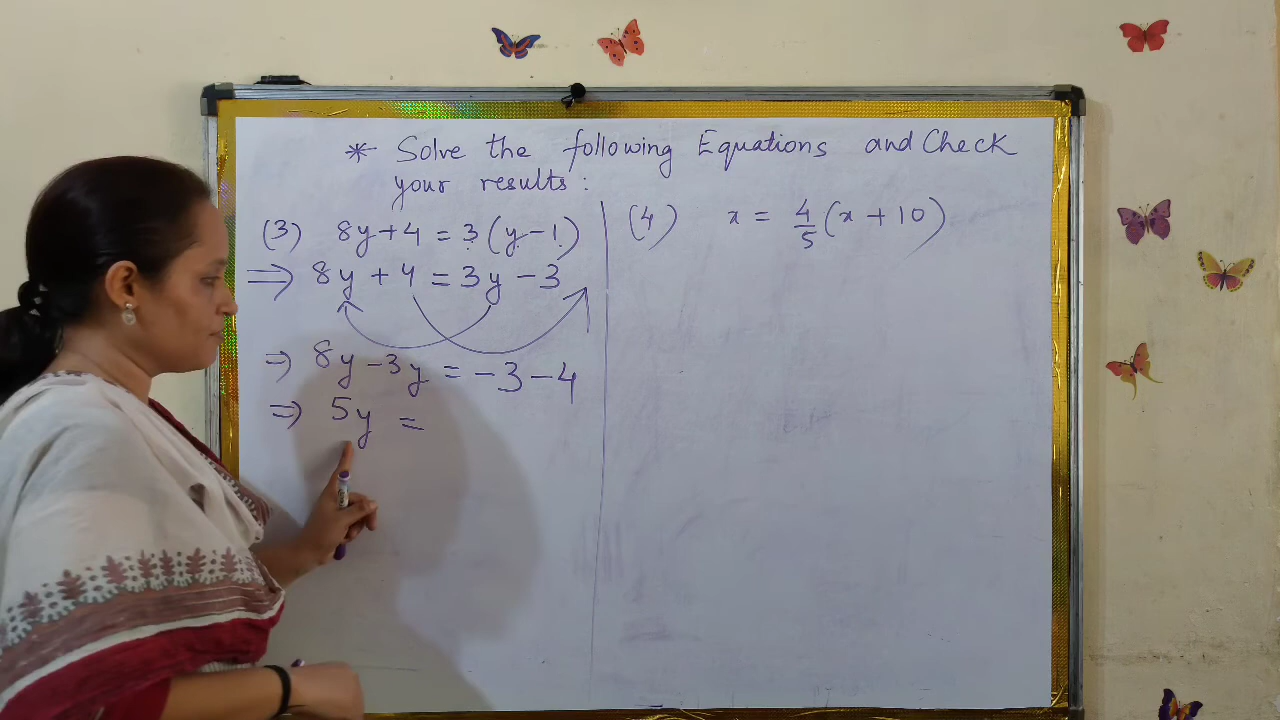 * Solve the following Equations and Check
your results :
(3) 8y + 4 = 3 (y − 1)
⇒ 8y + 4 = 3y − 3
⇒ 8y − 3y = −3 − 4
⇒ 5y =
(4) x = 4/5 (x + 10)